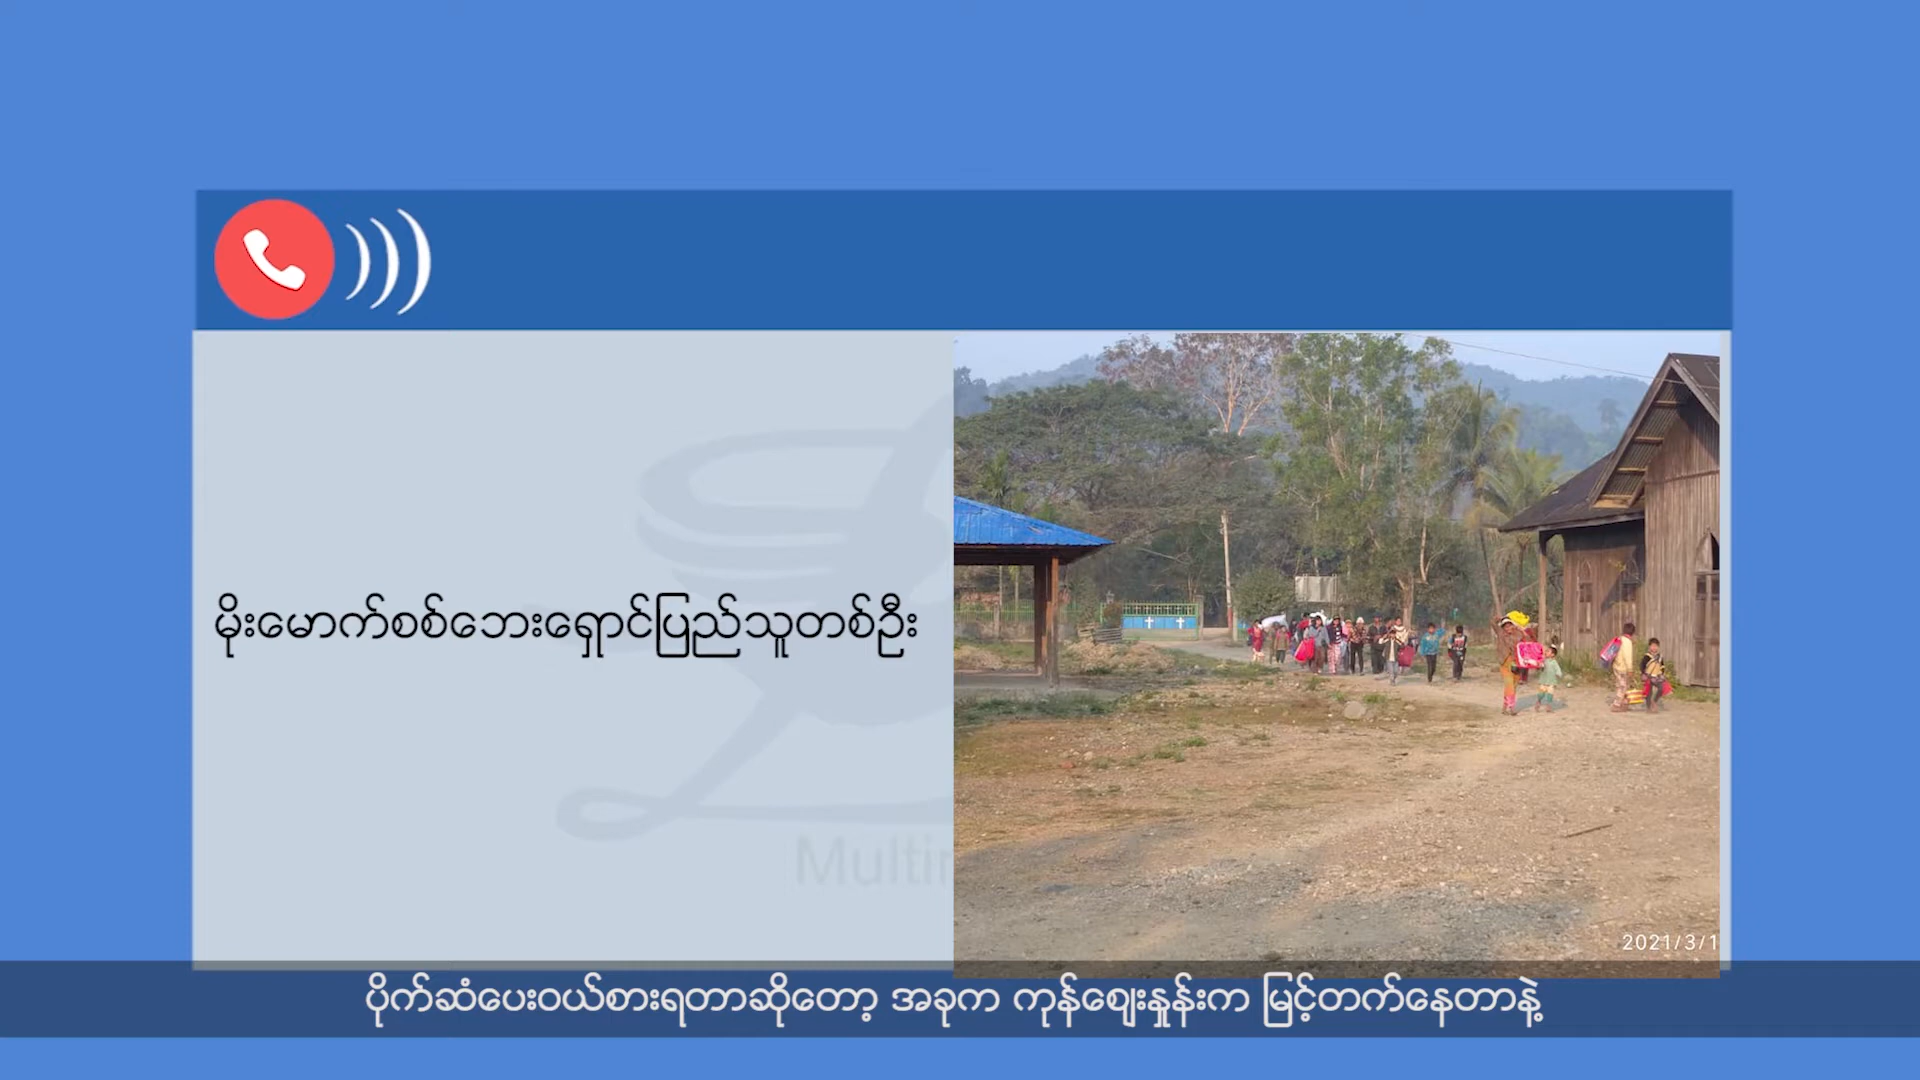 မိုးမောက်စစ်ဘေးရှောင်ပြည်သူတစ်ဦး
2021/3/1
ပိုက်ဆံပေးဝယ်စားရတာဆိုတော့ အခုက ကုန်ဈေးနှုန်းက မြင့်တက်နေတာနဲ့